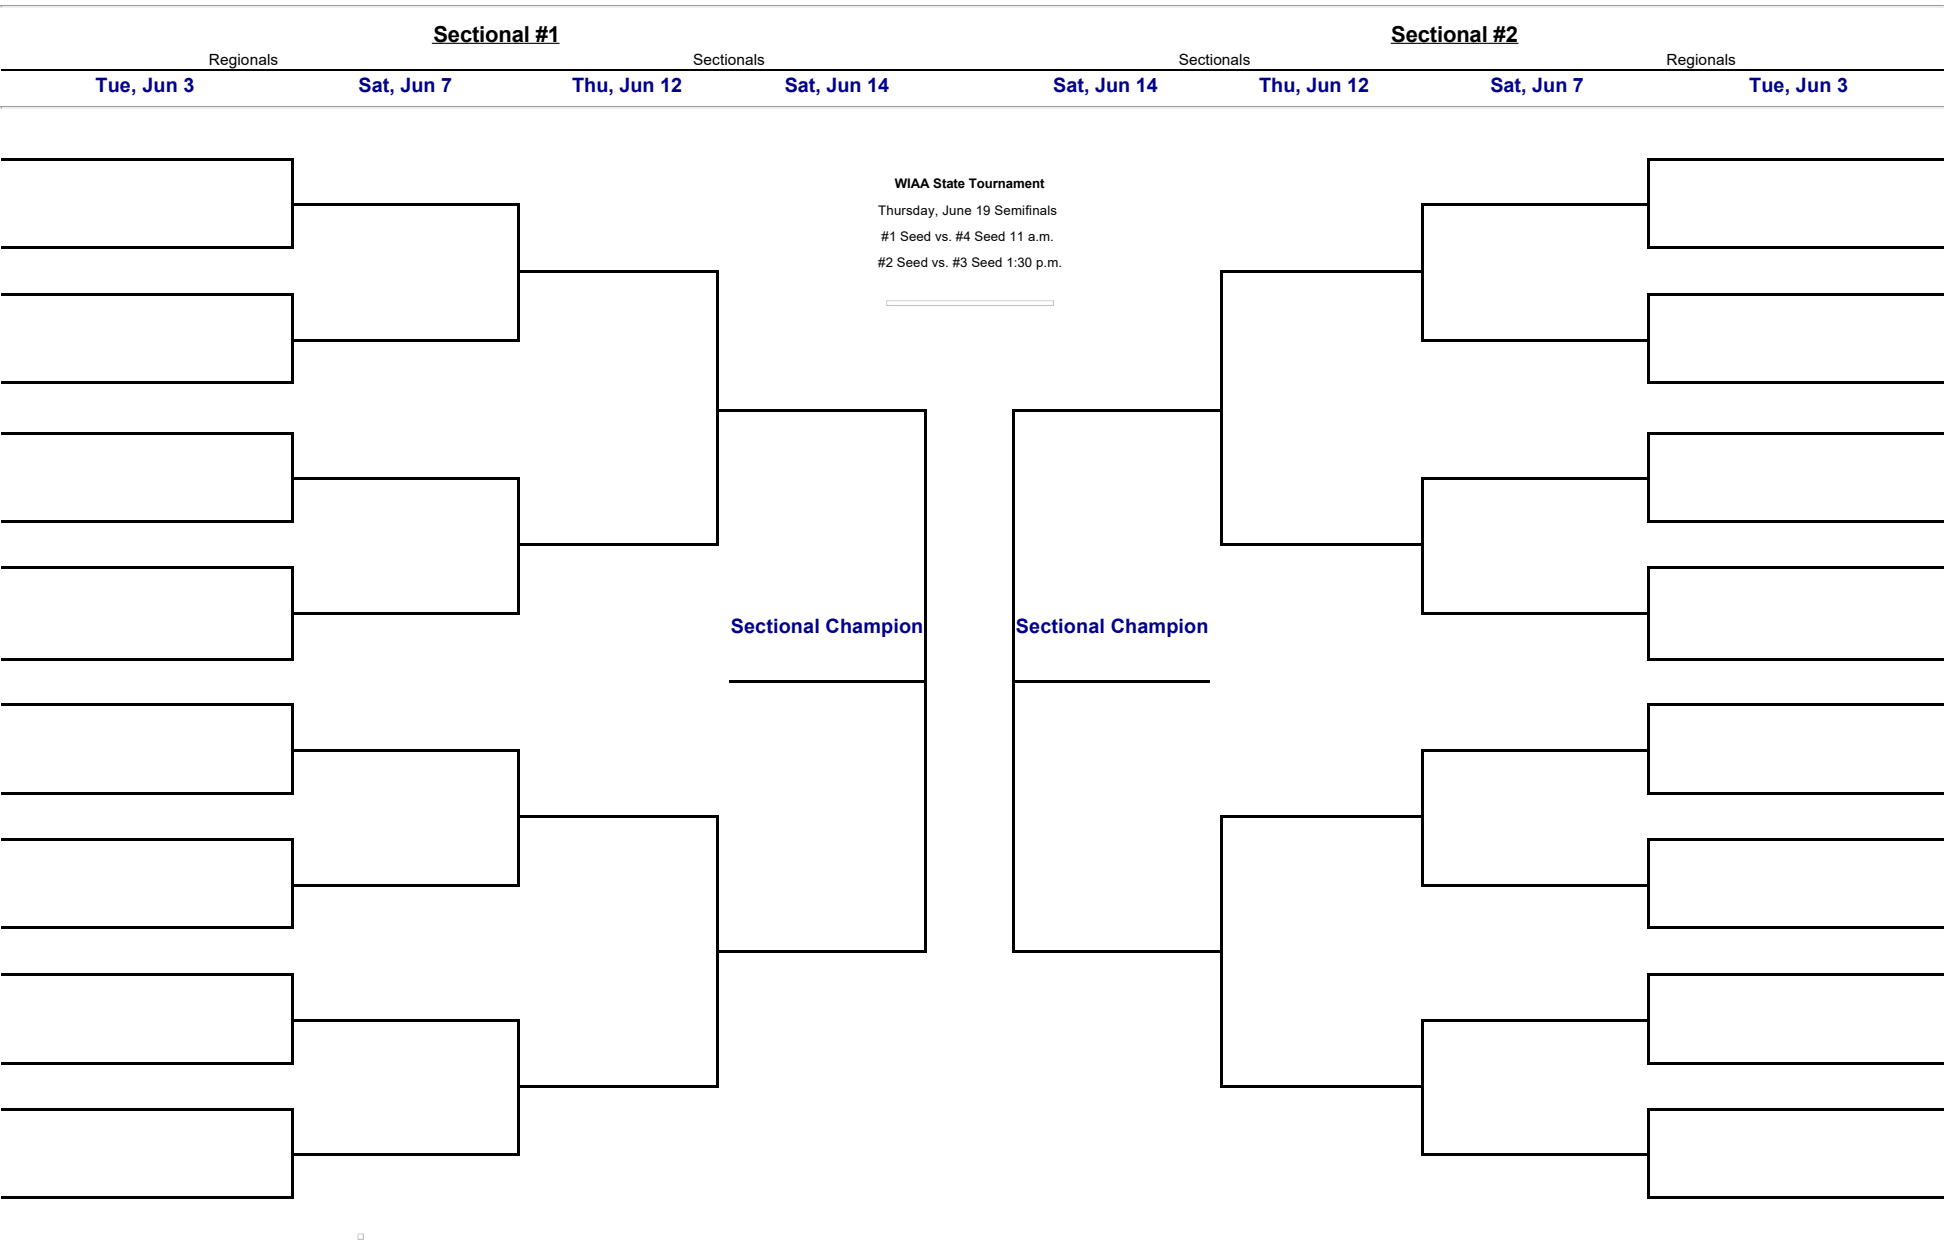 Sectional #1
Sectional #2
Regionals
Sectionals
Sectionals
Regionals
Tue, Jun 3
Sat, Jun 7
Thu, Jun 12
Sat, Jun 14
Sat, Jun 14
Thu, Jun 12
Sat, Jun 7
Tue, Jun 3
WIAA State Tournament
Thursday, June 19 Semifinals
#1 Seed vs. #4 Seed 11 a.m.
#2 Seed vs. #3 Seed 1:30 p.m.
Sectional Champion
Sectional Champion